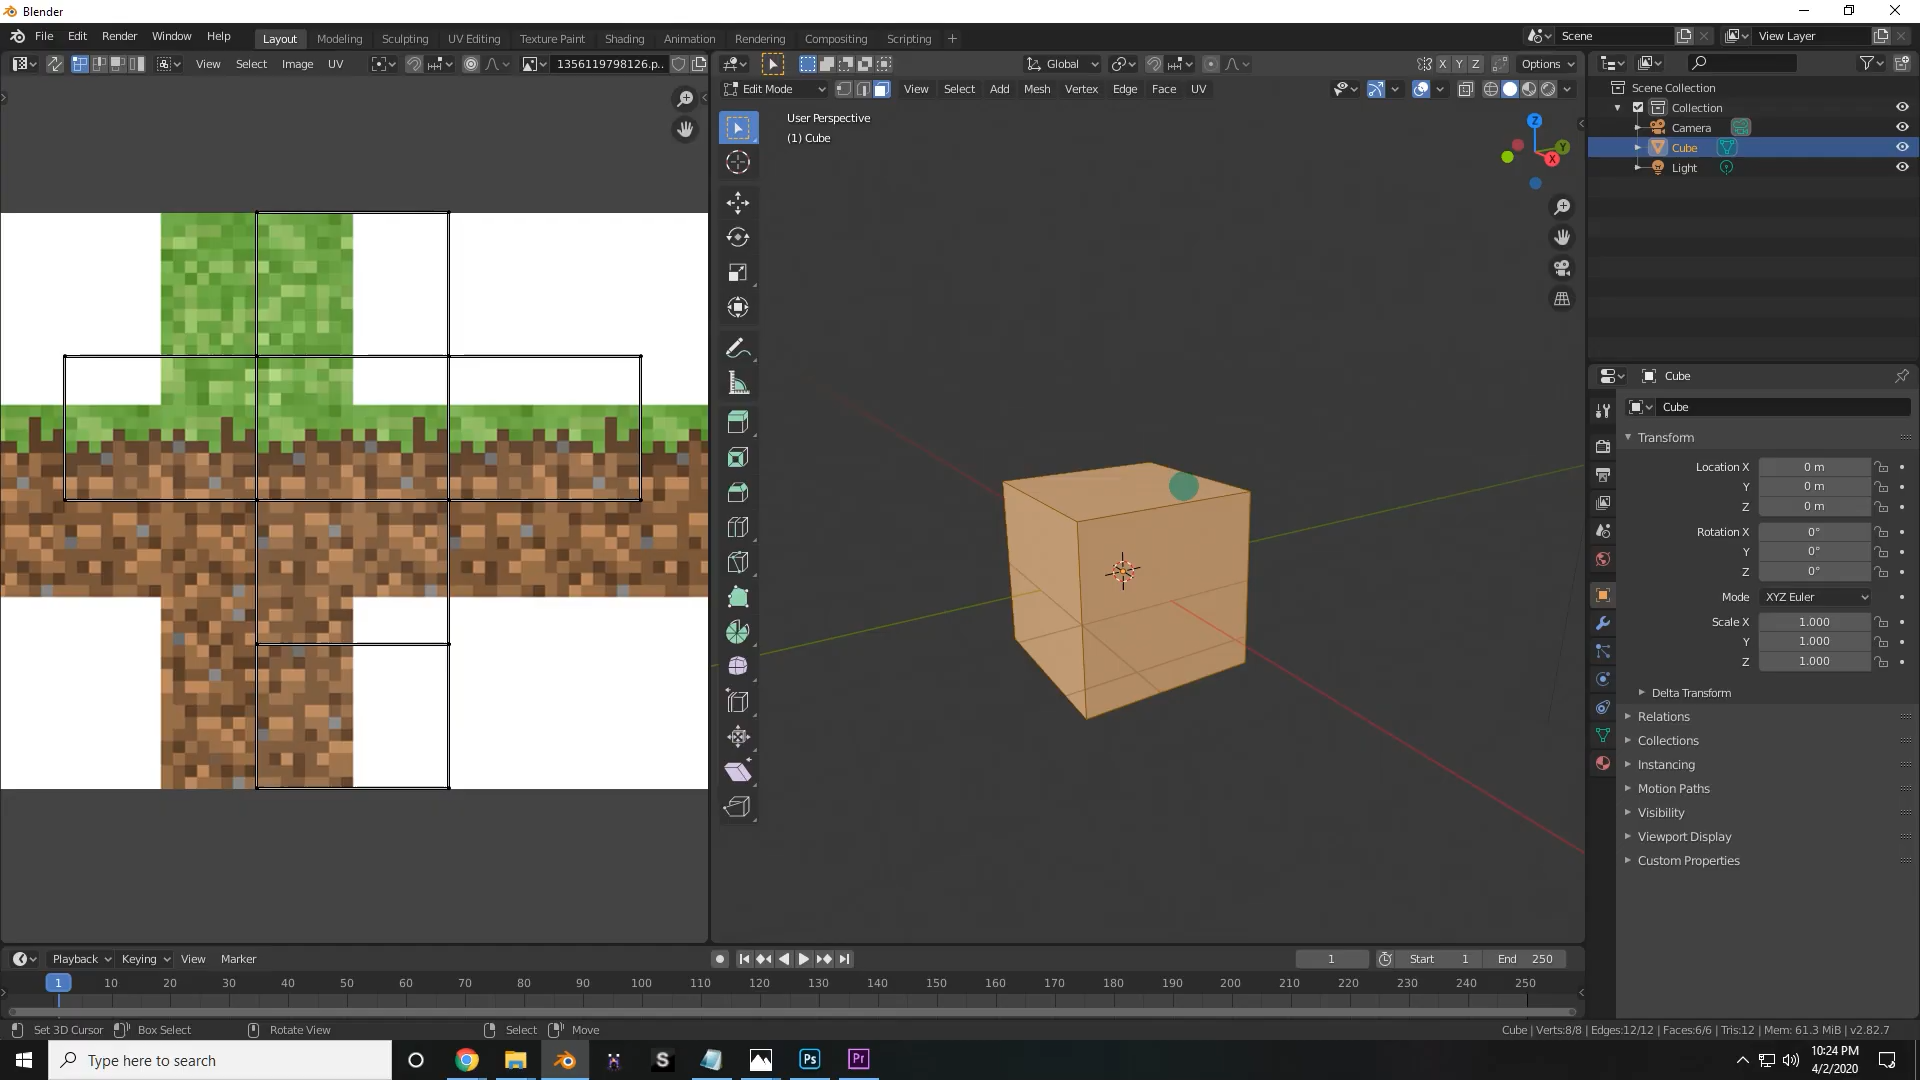 Blender
File Edit Render Window Help
Layout Modeling Sculpting UV Editing Texture Paint Shading Animation Rendering Compositing Scripting
Scene
View Layer
View Select Image UV
1356119798126.p..
Global
X Y Z
Options
Edit Mode
View Select Add Mesh Vertex Edge Face UV
User Perspective
(1) Cube
Z
Y
X
Scene Collection
Collection
Camera
Cube
Light
Cube
Cube
Transform
Location X 0 m
Y 0 m
Z 0 m
Rotation X 0°
Y 0°
Z 0°
Mode XYZ Euler
Scale X 1.000
Y 1.000
Z 1.000
Delta Transform
Relations
Collections
Instancing
Motion Paths
Visibility
Viewport Display
Custom Properties
Playback Keying View Marker
1
Start 1
End 250
1 10 20 30 40 50 60 70 80 90 100 110 120 130 140 150 160 170 180 190 200 210 220 230 240 250
Set 3D Cursor Box Select Rotate View Select Move
Cube | Verts:8/8 | Edges:12/12 | Faces:6/6 | Tris:12 | Mem: 61.3 MiB | v2.82.7
Type here to search
S
Ps
Pr
10:24 PM
4/2/2020